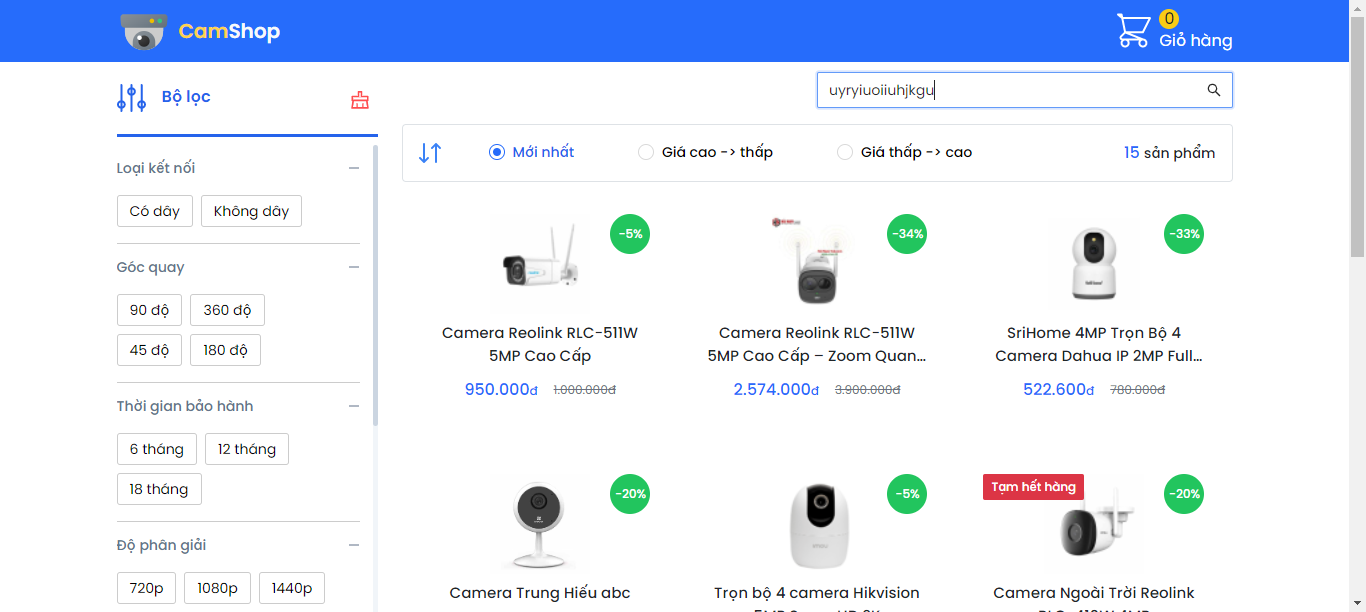 CamShop
0
Giỏ hàng
Bộ lọc
uyryiuoiiuhjkgu
Mới nhất
Giá cao -> thấp
Giá thấp -> cao
15 sản phẩm
Loại kết nối
Có dây
Không dây
Góc quay
90 độ
360 độ
45 độ
180 độ
Thời gian bảo hành
6 tháng
12 tháng
18 tháng
Độ phân giải
720p
1080p
1440p
-5%
Camera Reolink RLC-511W
5MP Cao Cấp
950.000đ 1.000.000đ
-34%
Camera Reolink RLC-511W
5MP Cao Cấp – Zoom Quan...
2.574.000đ 3.900.000đ
-33%
SriHome 4MP Trọn Bộ 4
Camera Dahua IP 2MP Full...
522.600đ 780.000đ
-20%
Camera Trung Hiếu abc
-5%
Trọn bộ 4 camera Hikvision
Tạm hết hàng
-20%
Camera Ngoài Trời Reolink